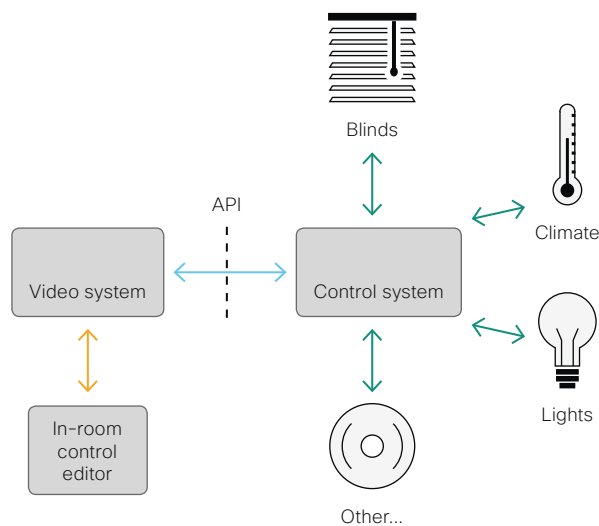 Blinds
API
Climate
Video system
Control system
In-room
control
editor
Lights
Other...